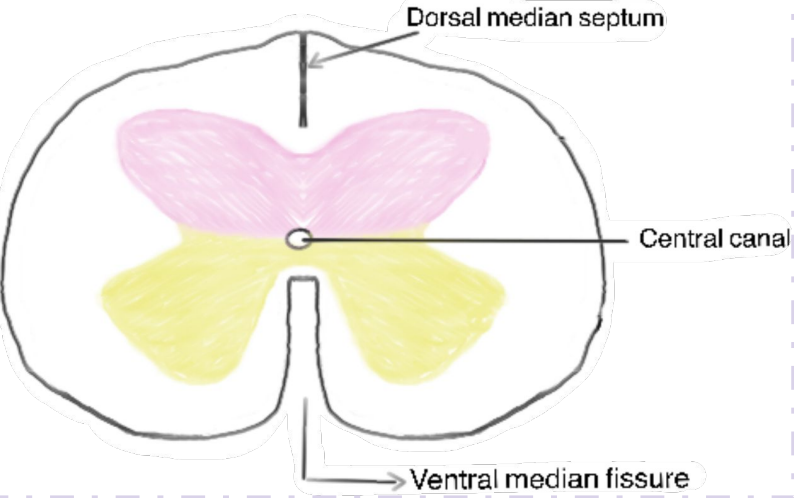 Dorsal median septum
Central canal
Ventral median fissure